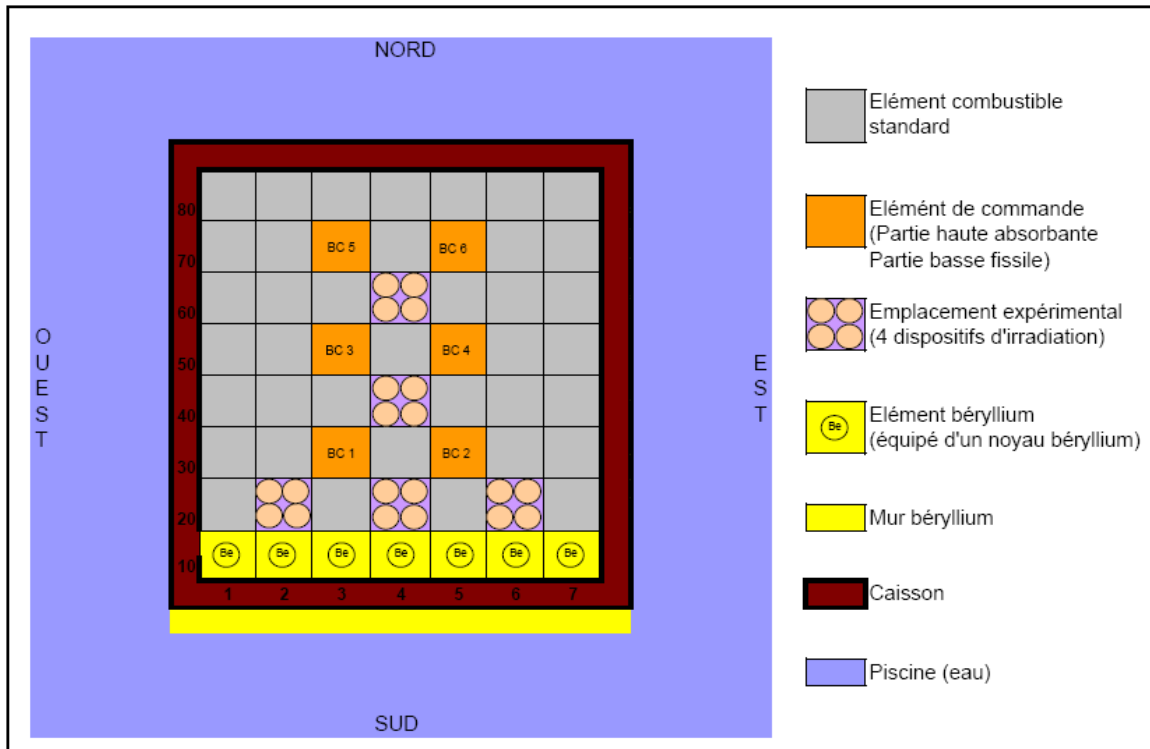 NORD
OUEST
EST
SUD
80
70
60
50
40
30
20
10
BC 5
BC 6
BC 3
BC 4
BC 1
BC 2
Be
Be
Be
Be
Be
Be
Be
1
2
3
4
5
6
7
Elément combustible
standard
Elémént de commande
(Partie haute absorbante
Partie basse fissile)
Emplacement expérimental
(4 dispositifs d'irradiation)
Be
Elément béryllium
(équipé d'un noyau béryllium)
Mur béryllium
Caisson
Piscine (eau)